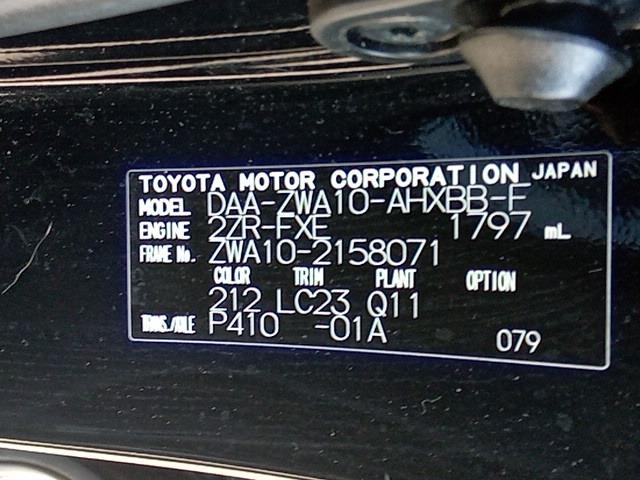 TOYOTA MOTOR CORPORATION JAPAN
MODEL DAA-ZWA10-AHXBB-F
ENGINE 2ZR-FXE 1797 mL
FRAME No. ZWA10-2158071
COLOR TRIM PLANT OPTION
212 LC23 Q11
TRANS./AXLE P410 -01A 079